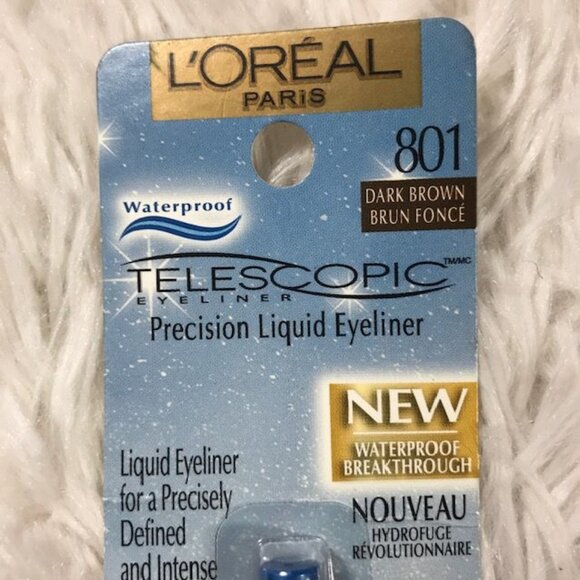 L'ORÉAL
PARiS
801
DARK BROWN
BRUN FONCÉ
Waterproof
TELESCOPIC TM/MC
EYELINER
Precision Liquid Eyeliner
NEW
WATERPROOF
BREAKTHROUGH
Liquid Eyeliner
for a Precisely
Defined
and Intense
NOUVEAU
HYDROFUGE
RÉVOLUTIONNAIRE